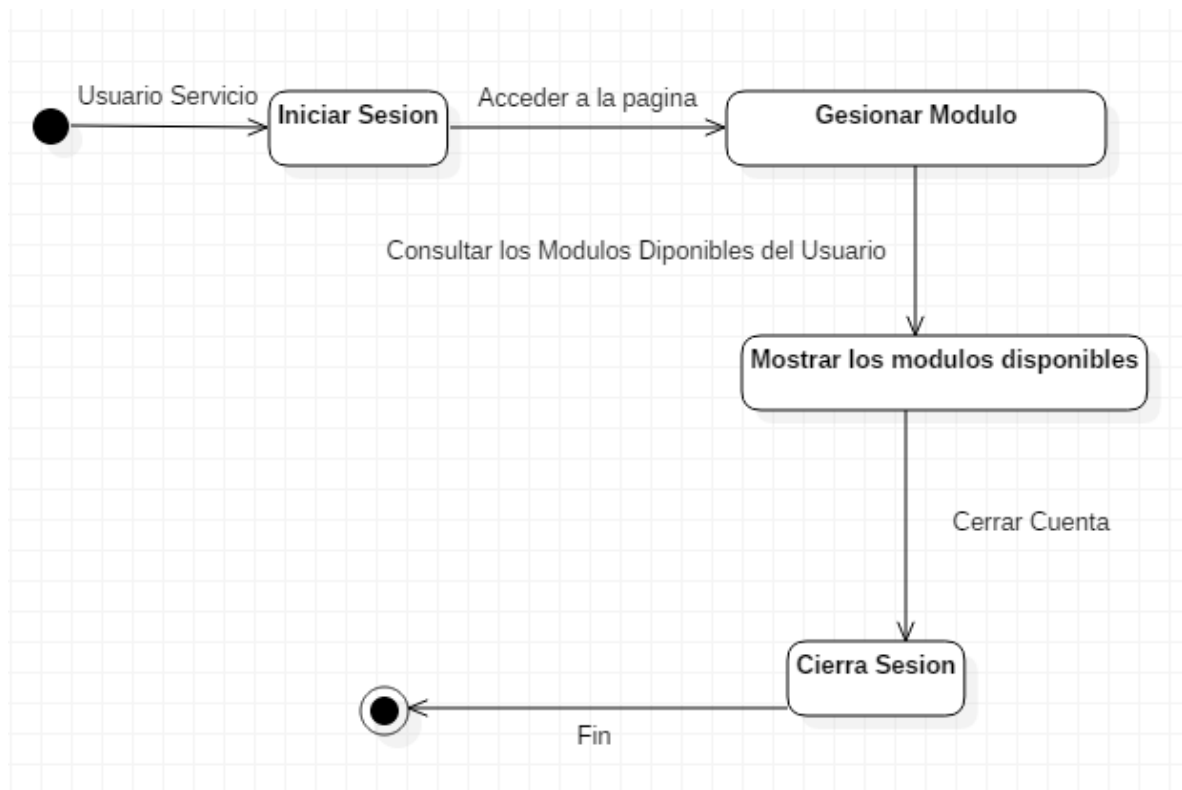 Usuario Servicio
Iniciar Sesion
Acceder a la pagina
Gesionar Modulo
Consultar los Modulos Diponibles del Usuario
Mostrar los modulos disponibles
Cerrar Cuenta
Cierra Sesion
Fin